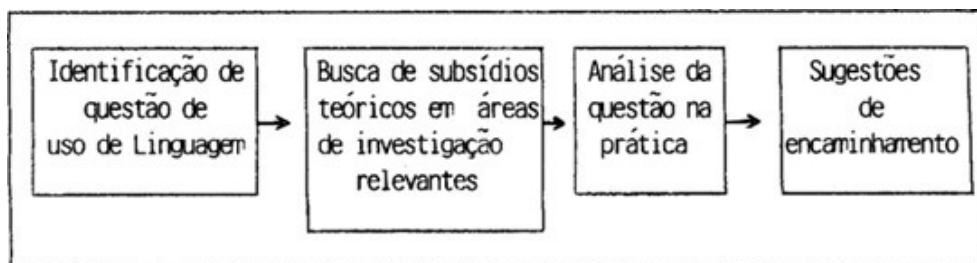 Identificação de
questão de
uso de Linguagem
Busca de subsídios
teóricos em áreas
de investigação
relevantes
Análise da
questão na
prática
Sugestões
de
encaminhamento